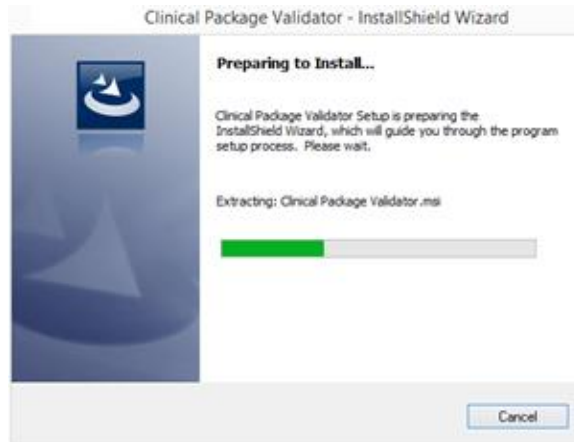 Clinical Package Validator - InstallShield Wizard
Preparing to Install...
Clinical Package Validator Setup is preparing the
InstallShield Wizard, which will guide you through the program
setup process. Please wait.
Extracting: Clinical Package Validator.msi
Cancel